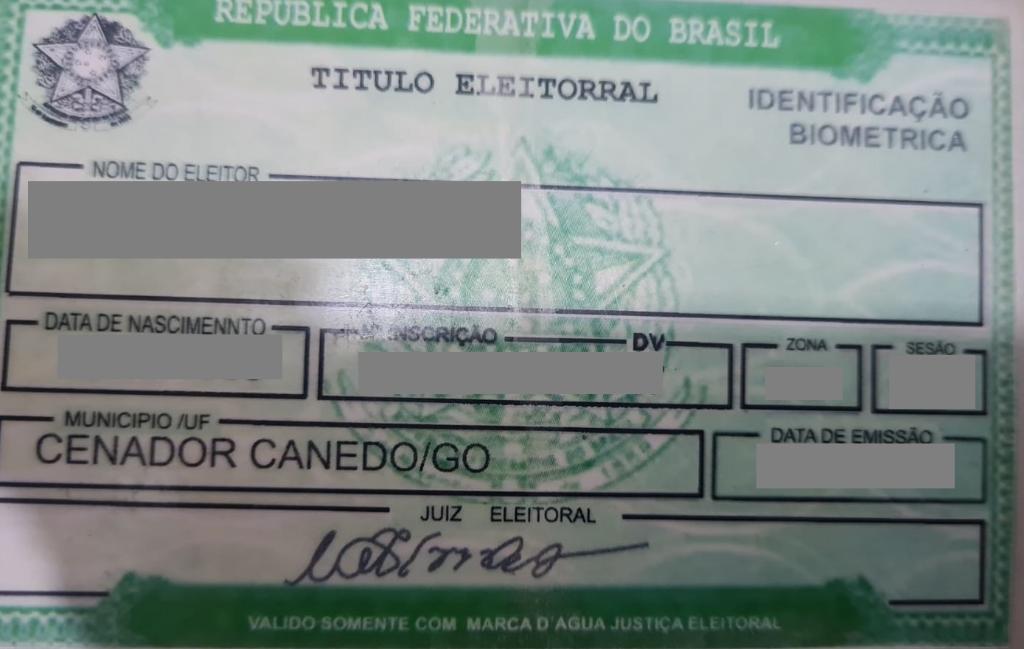 REPÚBLICA FEDERATIVA DO BRASIL
TITULO ELEITORRAL
IDENTIFICAÇÃO
BIOMETRICA
NOME DO ELEITOR
DATA DE NASCIMENNTO
INSCRIÇÃO DV
ZONA
SESÃO
MUNICIPIO /UF
CENADOR CANEDO/GO
DATA DE EMISSÃO
JUIZ ELEITORAL
VALIDO SOMENTE COM MARCA D'AGUA JUSTIÇA ELEITORAL